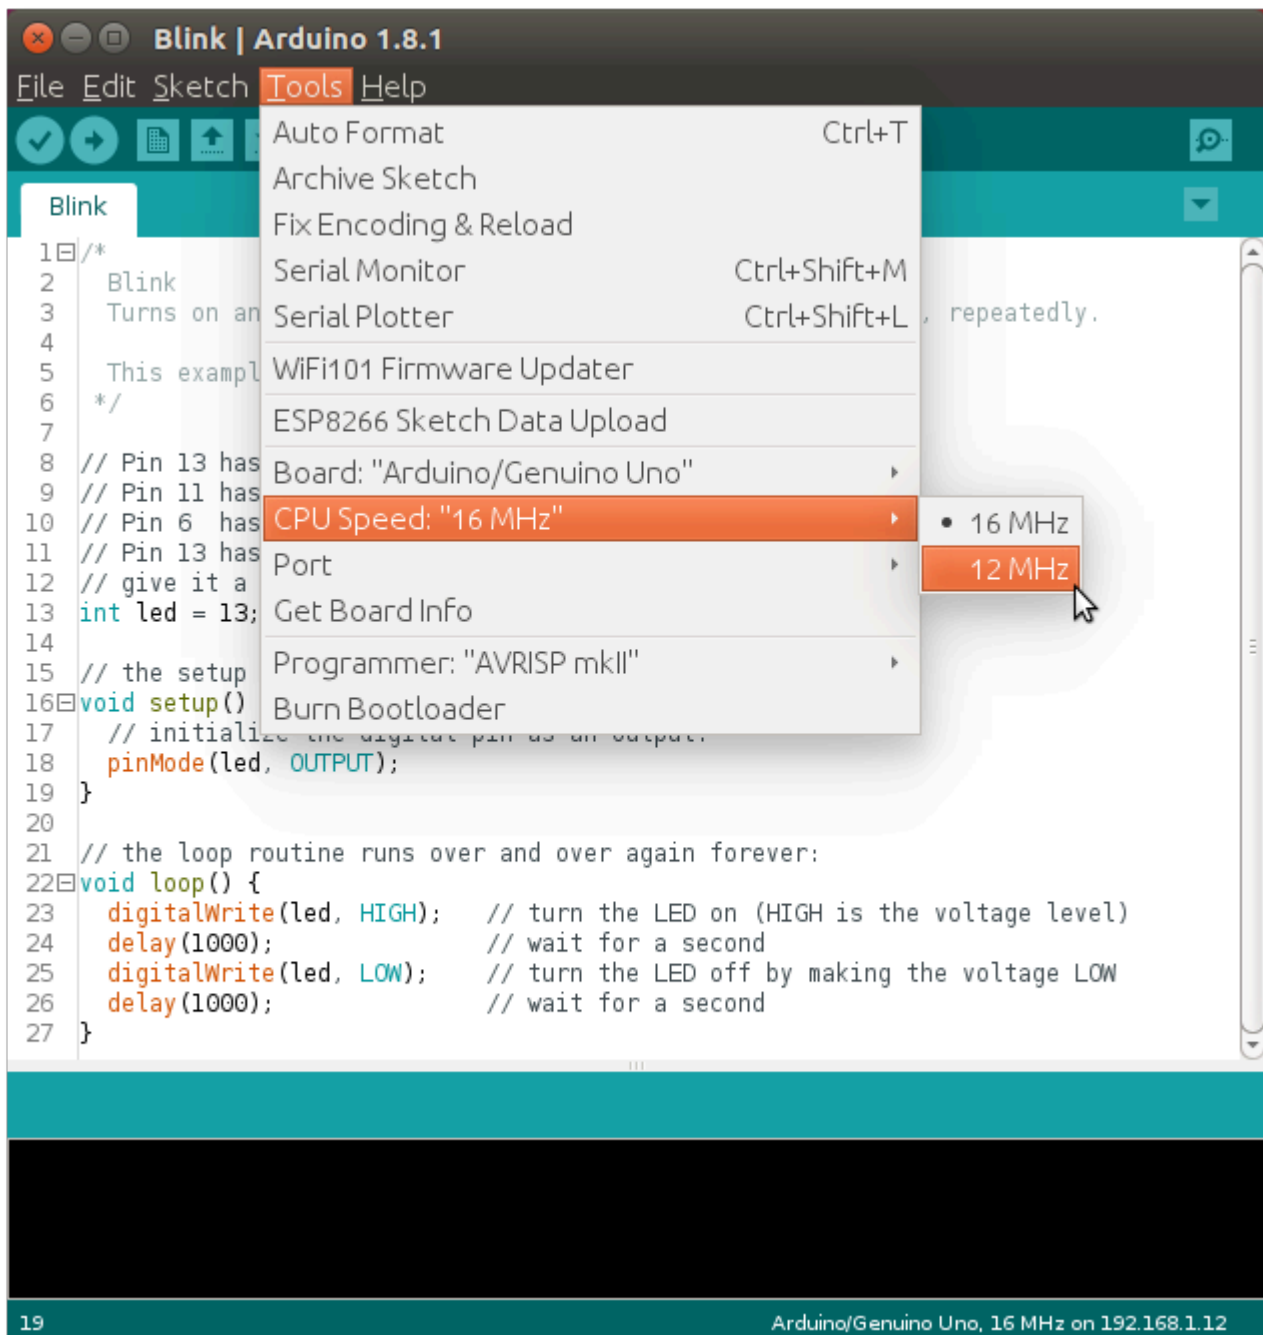 Blink | Arduino 1.8.1
File Edit Sketch Tools Help
Auto Format Ctrl+T
Archive Sketch
Fix Encoding & Reload
Serial Monitor Ctrl+Shift+M
Serial Plotter Ctrl+Shift+L
WiFi101 Firmware Updater
ESP8266 Sketch Data Upload
Board: "Arduino/Genuino Uno"
CPU Speed: "16 MHz"
Port
Get Board Info
Programmer: "AVRISP mkII"
Burn Bootloader
16 MHz
12 MHz
Blink
1 /*
2 Blink
3 Turns on an , repeatedly.
4
5 This exampl
6 */
7
8 // Pin 13 has
9 // Pin 11 has
10 // Pin 6 has
11 // Pin 13 has
12 // give it a
13 int led = 13;
14
15 // the setup
16 void setup()
17 // initialize the digital pin as an output.
18 pinMode(led, OUTPUT);
19 }
20
21 // the loop routine runs over and over again forever:
22 void loop() {
23 digitalWrite(led, HIGH); // turn the LED on (HIGH is the voltage level)
24 delay(1000); // wait for a second
25 digitalWrite(led, LOW); // turn the LED off by making the voltage LOW
26 delay(1000); // wait for a second
27 }
19 Arduino/Genuino Uno, 16 MHz on 192.168.1.12